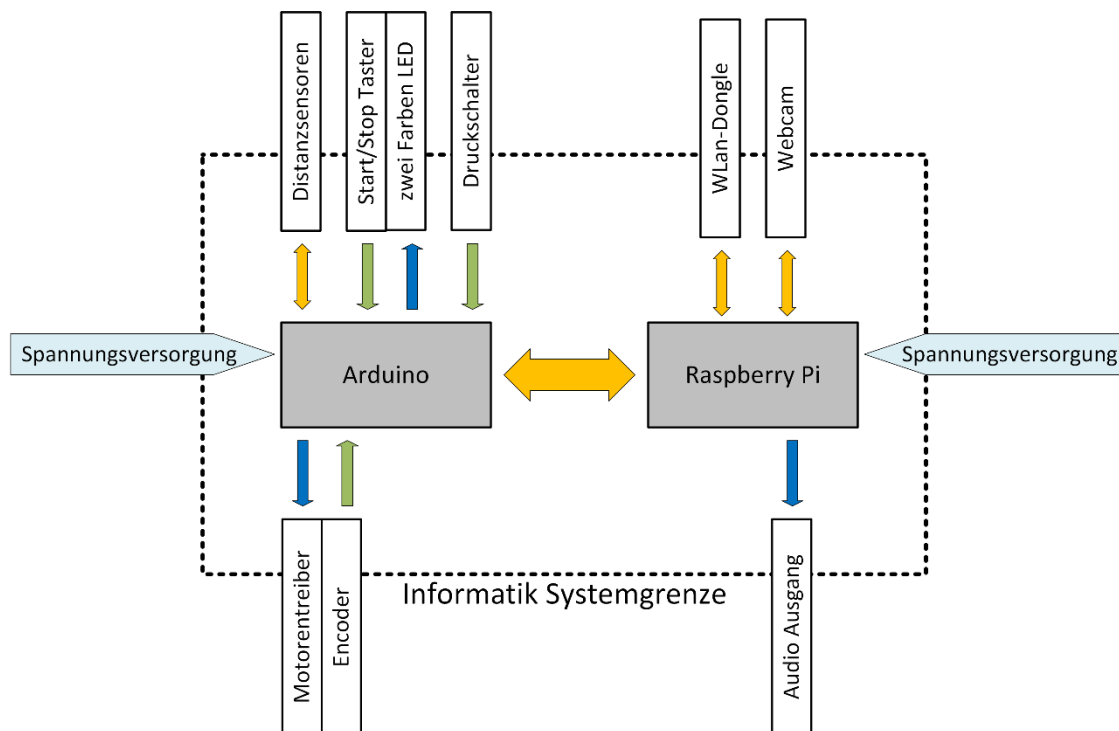 Distanzsensoren
Start/Stop Taster
zwei Farben LED
Druckschalter
WLan-Dongle
Webcam
Spannungsversorgung
Arduino
Raspberry Pi
Spannungsversorgung
Motorentreiber
Encoder
Informatik Systemgrenze
Audio Ausgang